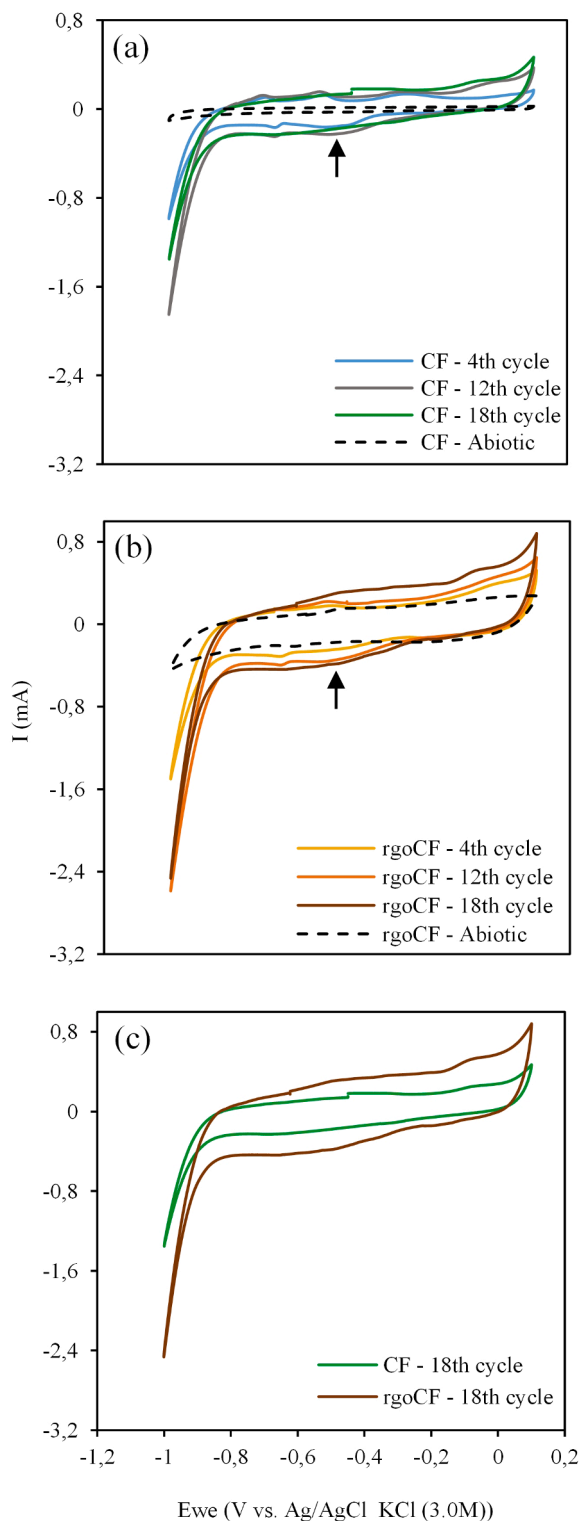 (a)
0,8
0
-0,8
-1,6
-2,4
-3,2
CF - 4th cycle
CF - 12th cycle
CF - 18th cycle
CF - Abiotic
(b)
0,8
0
-0,8
-1,6
-2,4
-3,2
I (mA)
rgoCF - 4th cycle
rgoCF - 12th cycle
rgoCF - 18th cycle
rgoCF - Abiotic
(c)
0,8
0
-0,8
-1,6
-2,4
-3,2
CF - 18th cycle
rgoCF - 18th cycle
-1,2 -1 -0,8 -0,6 -0,4 -0,2 0 0,2
Ewe (V vs. Ag/AgCl KCl (3.0M))